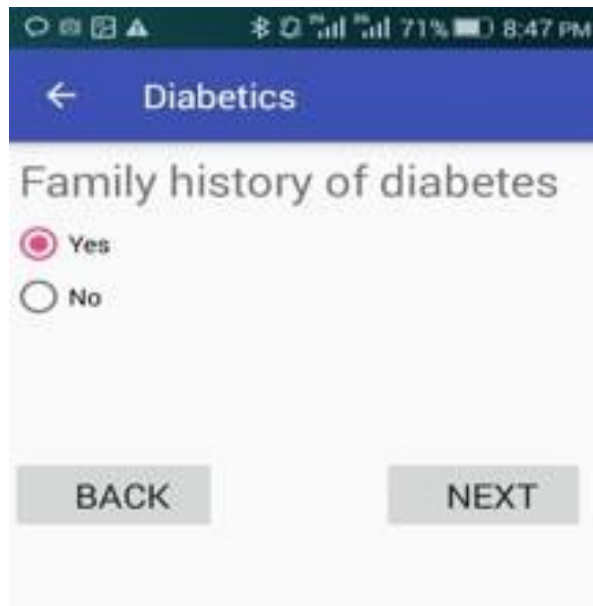 71% 8:47 PM
Diabetics
Family history of diabetes
Yes
No
BACK NEXT